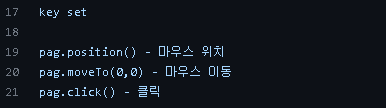 17 key set
18
19 pag.position() - 마우스 위치
20 pag.moveTo(0,0) - 마우스 이동
21 pag.click() - 클릭